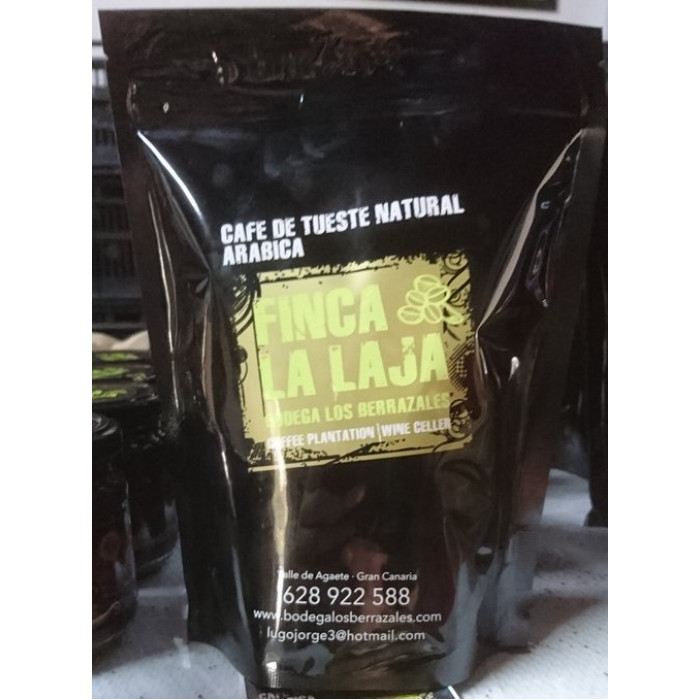 CAFE DE TUESTE NATURAL
ARABICA
FINCA
LA LAJA
BODEGA LOS BERRAZALES
COFFEE PLANTATION | WINE CELLER
Valle de Agaete · Gran Canaria
628 922 588
www.bodegalosberrazales.com
lugojorge3@hotmail.com